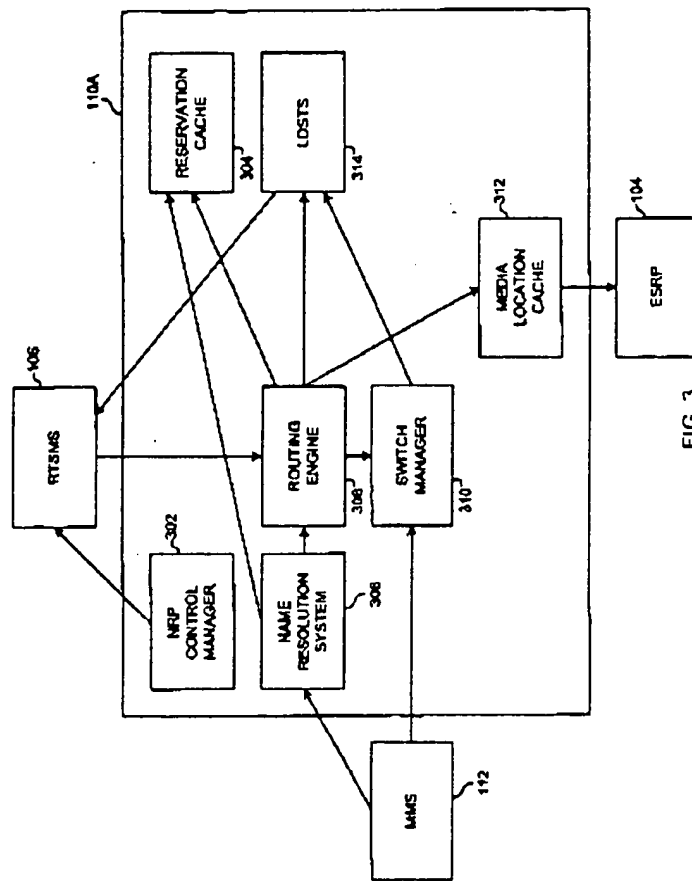 RTSMS
106
110A
NRP
CONTROL
MANAGER
302
RESERVATION
CACHE
304
NAME
RESOLUTION
SYSTEM
306
ROUTING
ENGINE
308
LDSTS
314
SWITCH
MANAGER
310
MIMS
112
MEDIA
LOCATION
CACHE
312
ESRP
104
FIG. 3